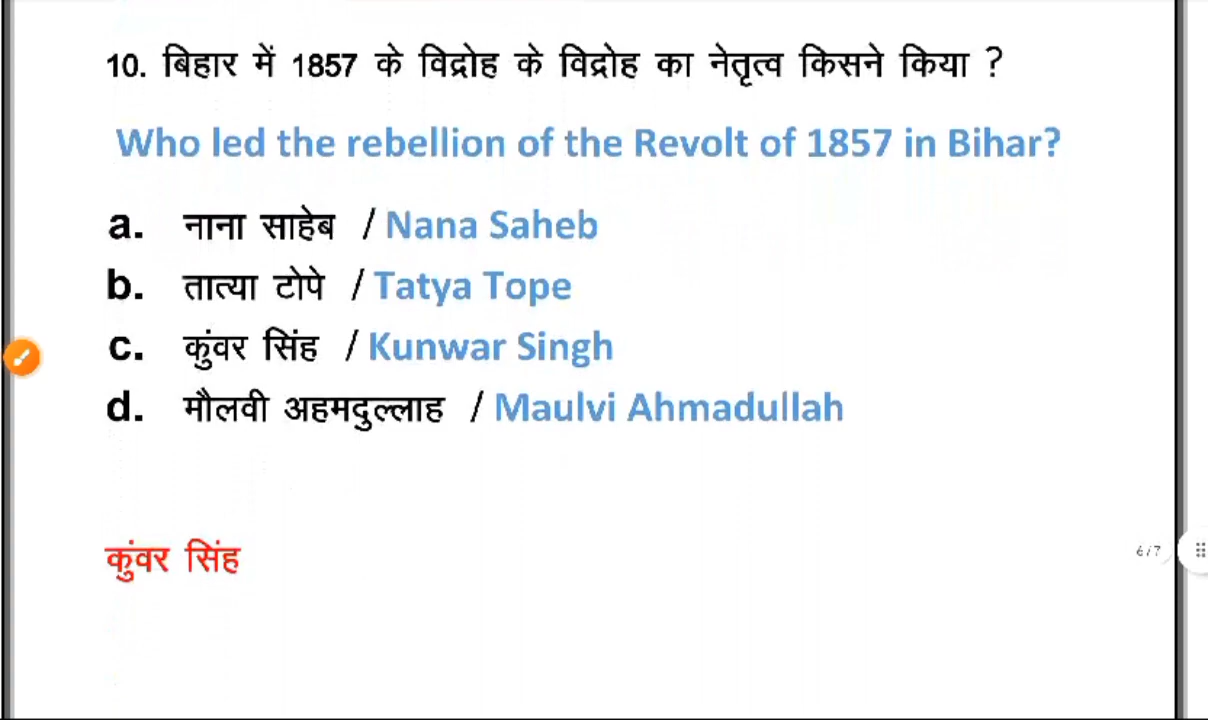 10. बिहार में 1857 के विद्रोह के विद्रोह का नेतृत्व किसने किया ?
Who led the rebellion of the Revolt of 1857 in Bihar?
a. नाना साहेब / Nana Saheb
b. तात्या टोपे / Tatya Tope
c. कुंवर सिंह / Kunwar Singh
d. मौलवी अहमदुल्लाह / Maulvi Ahmadullah
कुंवर सिंह
6/7